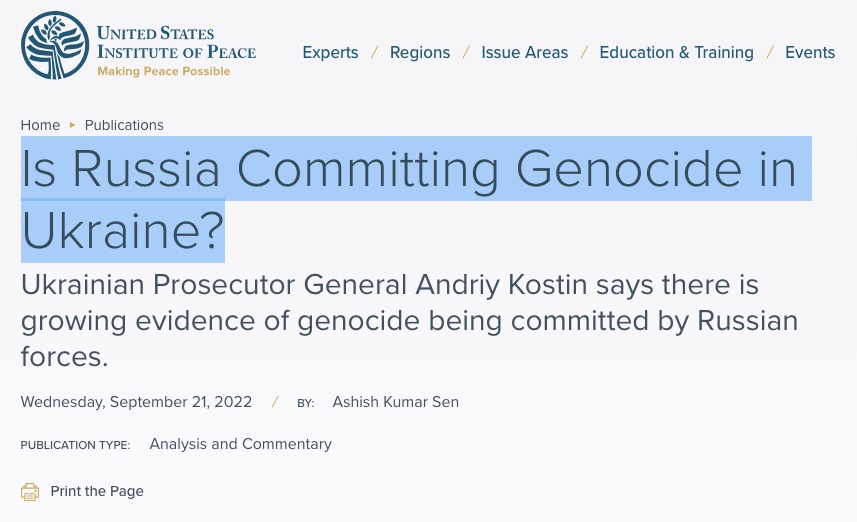 UNITED STATES
INSTITUTE OF PEACE
Making Peace Possible
Experts / Regions / Issue Areas / Education & Training / Events
Home ▸ Publications
Is Russia Committing Genocide in
Ukraine?
Ukrainian Prosecutor General Andriy Kostin says there is
growing evidence of genocide being committed by Russian
forces.
Wednesday, September 21, 2022 / BY: Ashish Kumar Sen
PUBLICATION TYPE: Analysis and Commentary
Print the Page